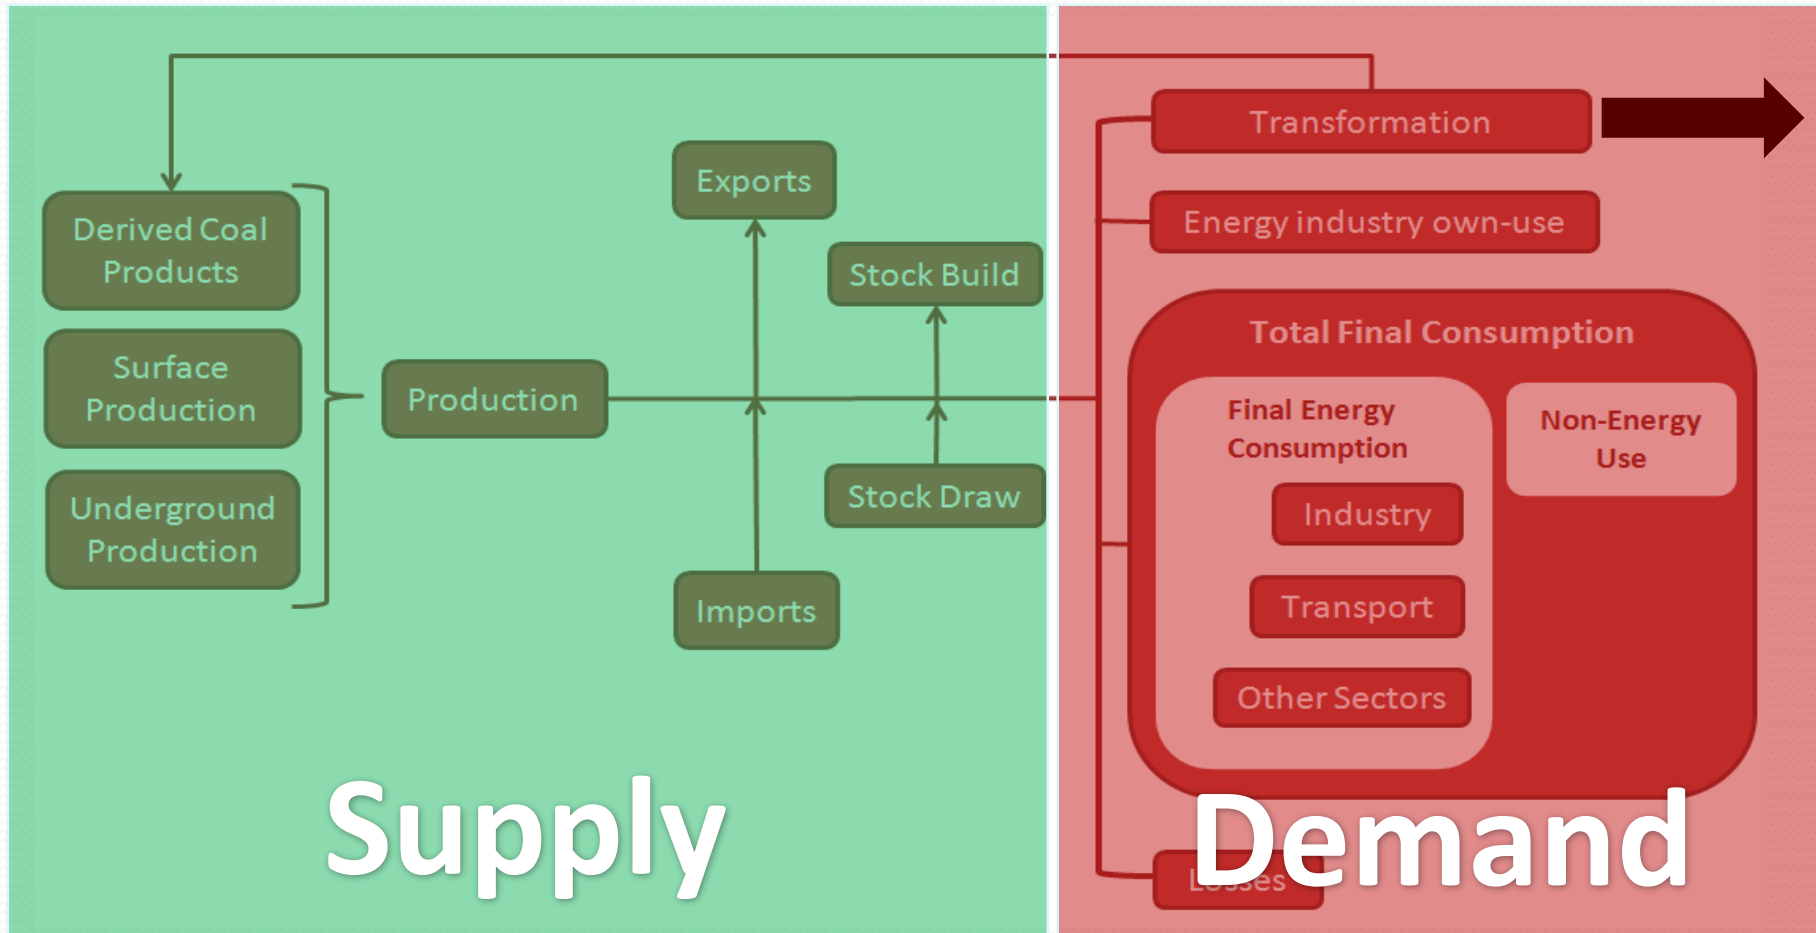 Derived Coal
Products
Surface
Production
Underground
Production
Production
Exports
Imports
Stock Build
Stock Draw
Supply
Transformation
Energy industry own-use
Total Final Consumption
Final Energy
Consumption
Industry
Transport
Other Sectors
Non-Energy
Use
Losses
Demand